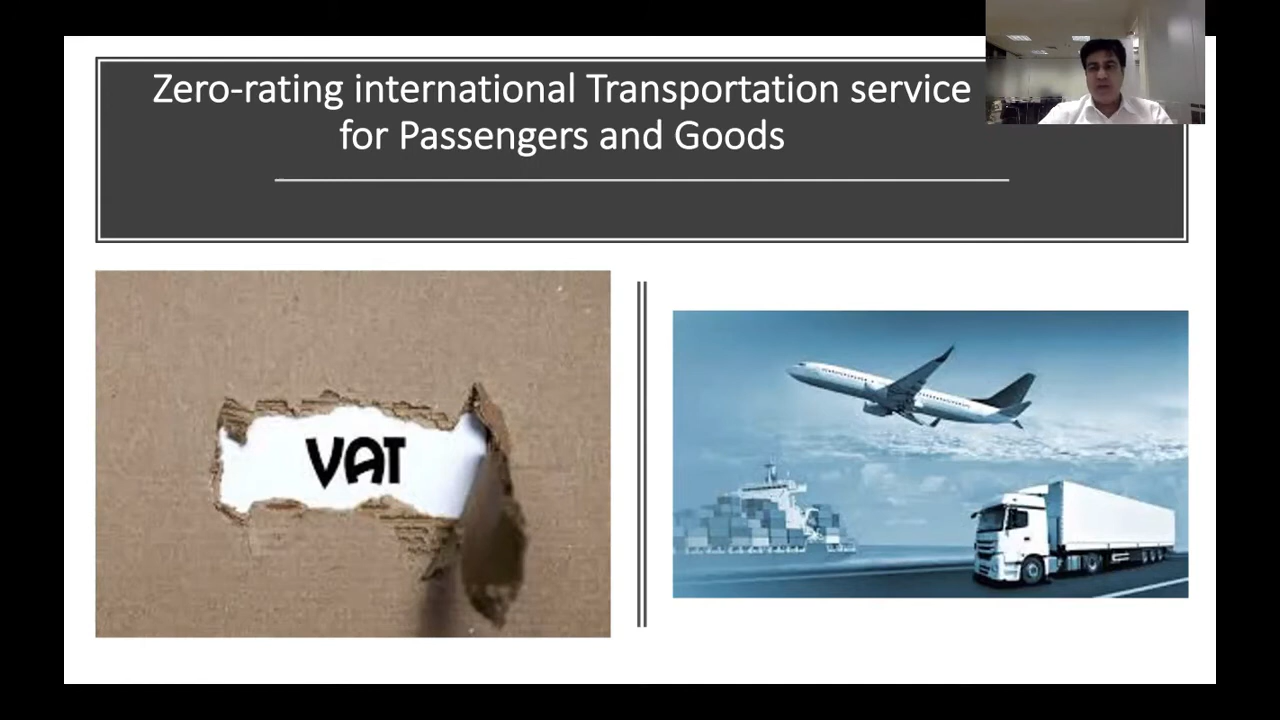 Zero-rating international Transportation service
for Passengers and Goods
VAT